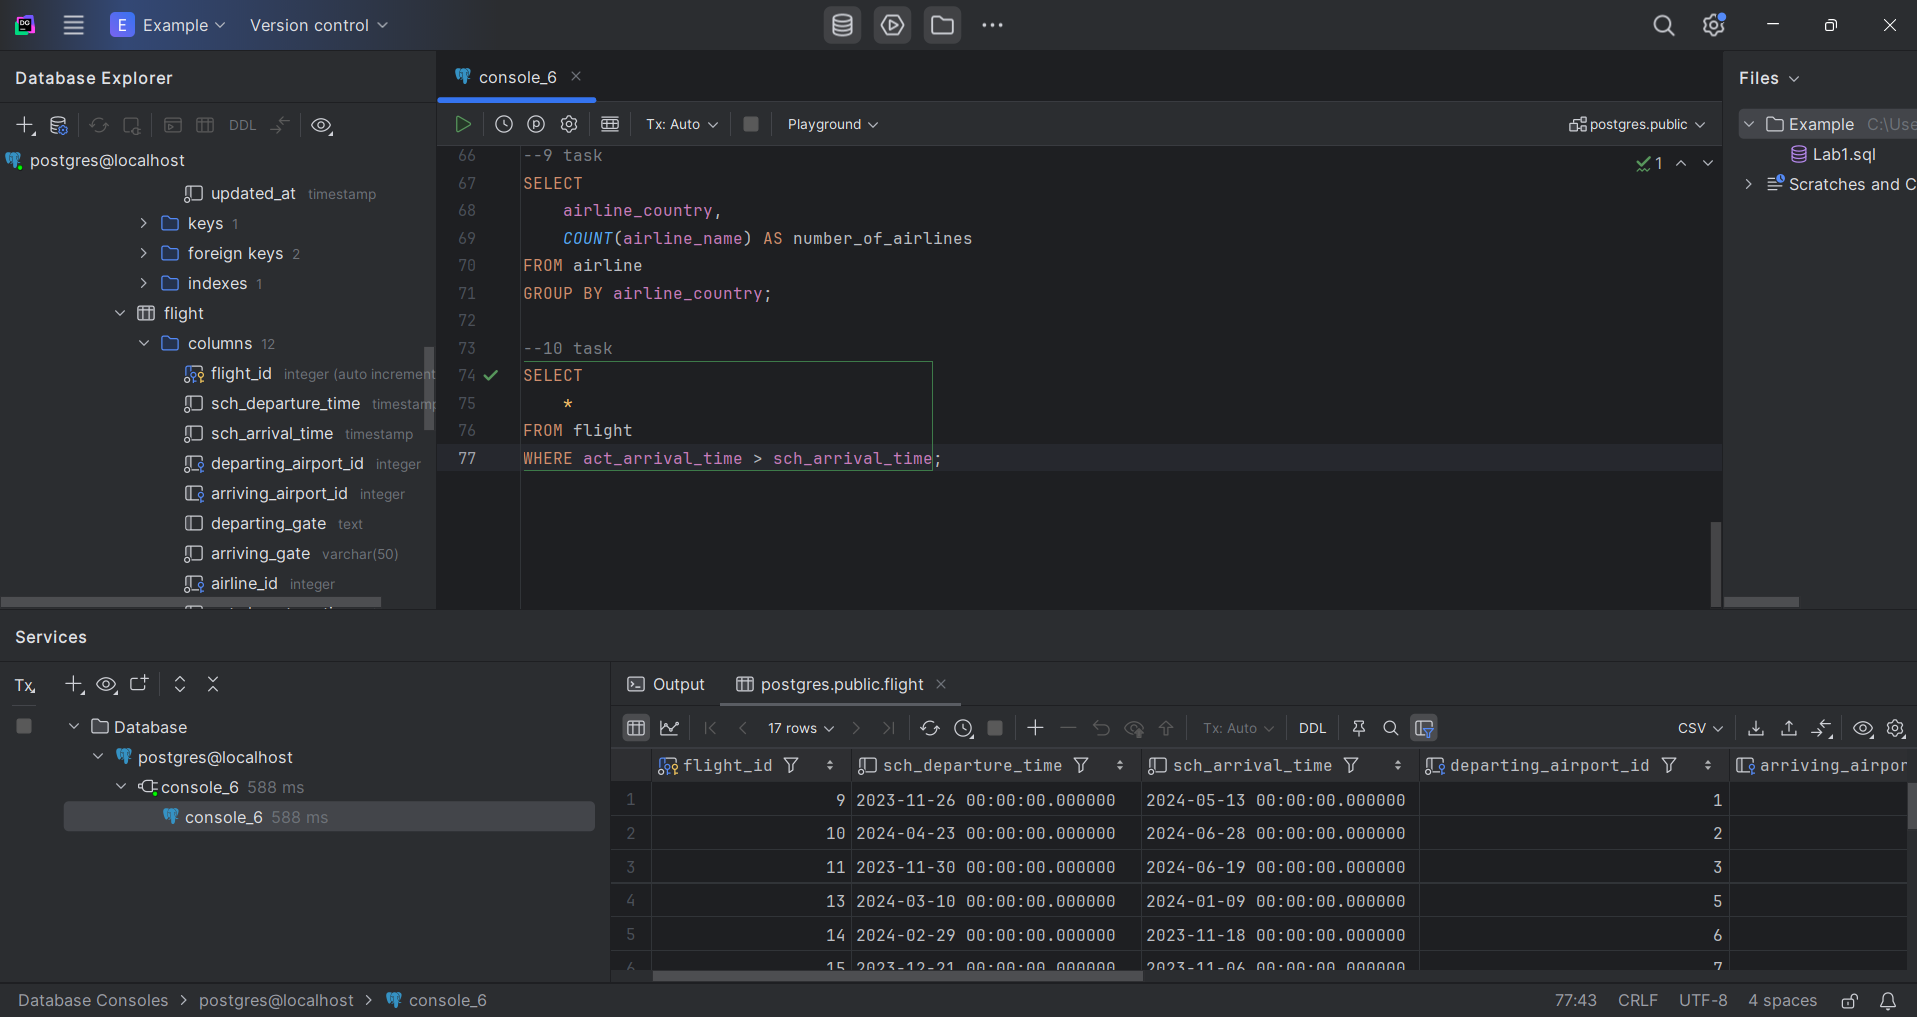 E Example Version control
Database Explorer
DDL
postgres@localhost
updated_at timestamp
keys 1
foreign keys 2
indexes 1
flight
columns 12
flight_id integer (auto increment
sch_departure_time timestamp
sch_arrival_time timestamp
departing_airport_id integer
arriving_airport_id integer
departing_gate text
arriving_gate varchar(50)
airline_id integer
console_6
Tx: Auto Playground postgres.public
1
66 --9 task
67 SELECT
68 airline_country,
69 COUNT(airline_name) AS number_of_airlines
70 FROM airline
71 GROUP BY airline_country;
72
73 --10 task
74 SELECT
75 *
76 FROM flight
77 WHERE act_arrival_time > sch_arrival_time;
Files
Example C:\Use
Lab1.sql
Scratches and C
Services
Tx
Database
postgres@localhost
console_6 588 ms
console_6 588 ms
Output postgres.public.flight
17 rows Tx: Auto DDL CSV
flight_id sch_departure_time sch_arrival_time departing_airport_id arriving_airpor
1 9 2023-11-26 00:00:00.000000 2024-05-13 00:00:00.000000 1
2 10 2024-04-23 00:00:00.000000 2024-06-28 00:00:00.000000 2
3 11 2023-11-30 00:00:00.000000 2024-06-19 00:00:00.000000 3
4 13 2024-03-10 00:00:00.000000 2024-01-09 00:00:00.000000 5
5 14 2024-02-29 00:00:00.000000 2023-11-18 00:00:00.000000 6
6 15 2023-12-21 00:00:00.000000 2023-11-06 00:00:00.000000 7
Database Consoles > postgres@localhost > console_6
77:43 CRLF UTF-8 4 spaces